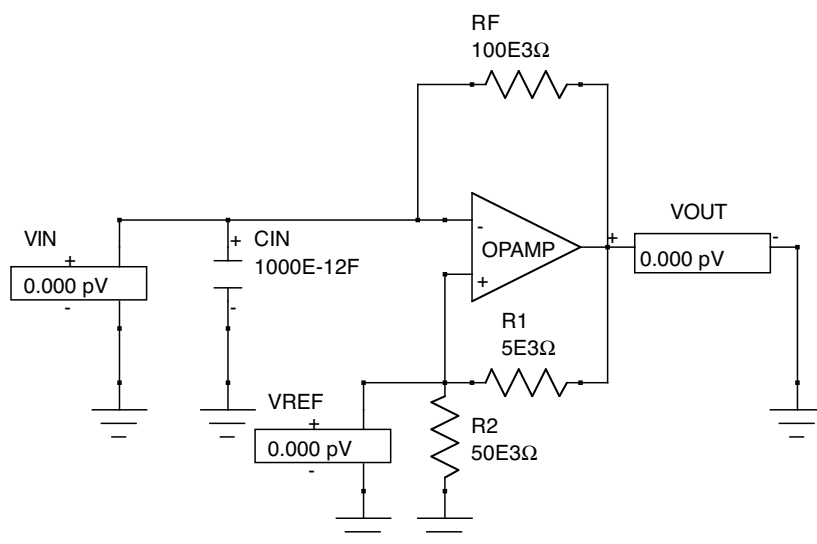 RF
100E3Ω
VIN
+
0.000 pV
-
+
CIN
1000E-12F
-
-
OPAMP
+
+
VOUT
-
0.000 pV
R1
5E3Ω
VREF
+
0.000 pV
-
R2
50E3Ω